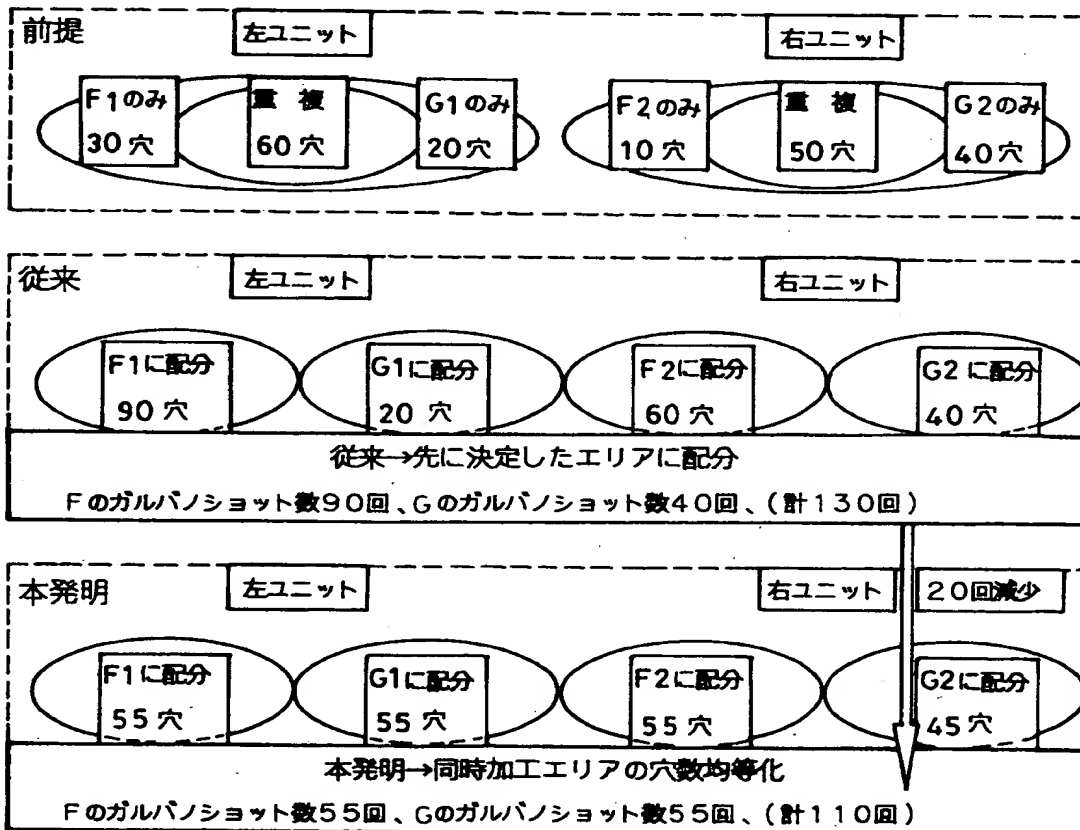 前提
左ユニット
右ユニット
F1のみ
30穴
重 複
60穴
G1のみ
20穴
F2のみ
10穴
重 複
50穴
G2のみ
40穴
従来
左ユニット
右ユニット
F1に配分
90穴
G1に配分
20穴
F2に配分
60穴
G2に配分
40穴
従来→先に決定したエリアに配分
Fのガルバノショット数90回、Gのガルバノショット数40回、(計130回)
本発明
左ユニット
右ユニット
20回減少
F1に配分
55穴
G1に配分
55穴
F2に配分
55穴
G2に配分
45穴
本発明→同時加工エリアの穴数均等化
Fのガルバノショット数55回、Gのガルバノショット数55回、(計110回)